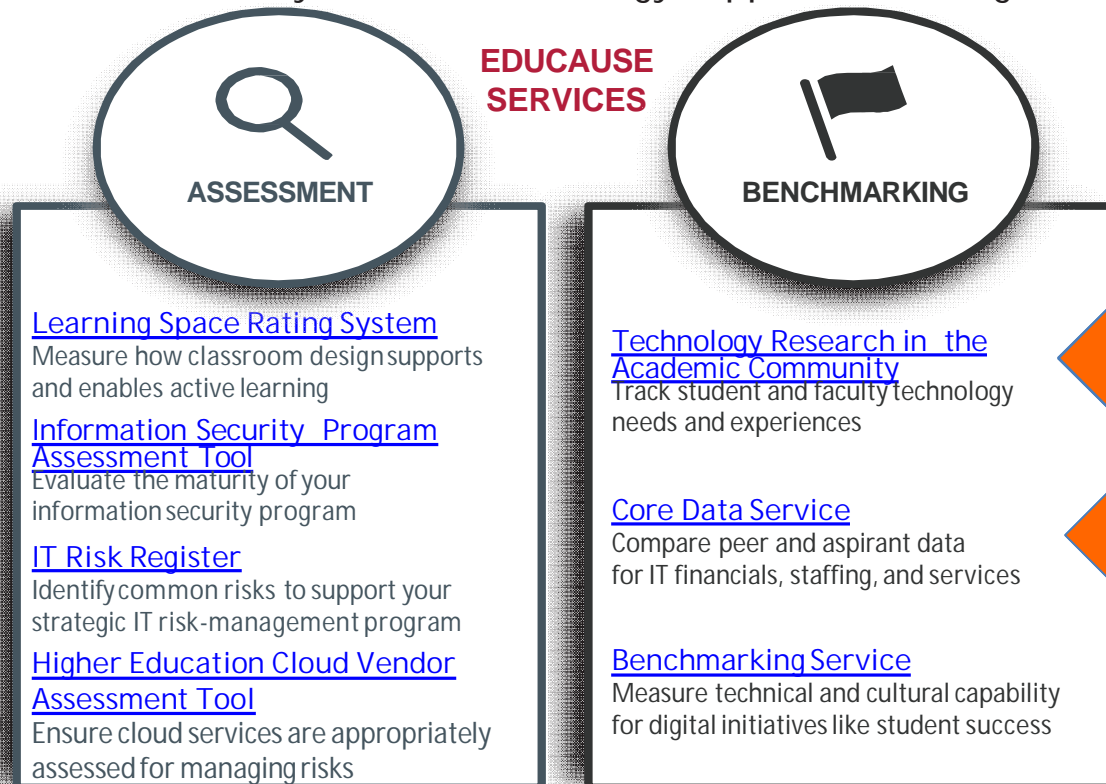 EDUCAUSE
SERVICES
ASSESSMENT
Learning Space Rating System
Measure how classroom design supports
and enables active learning
Information Security Program
Assessment Tool
Evaluate the maturity of your
information security program
IT Risk Register
Identify common risks to support your
strategic IT risk-management program
Higher Education Cloud Vendor
Assessment Tool
Ensure cloud services are appropriately
assessed for managing risks
BENCHMARKING
Technology Research in the
Academic Community
Track student and faculty technology
needs and experiences
Core Data Service
Compare peer and aspirant data
for IT financials, staffing, and services
Benchmarking Service
Measure technical and cultural capability
for digital initiatives like student success